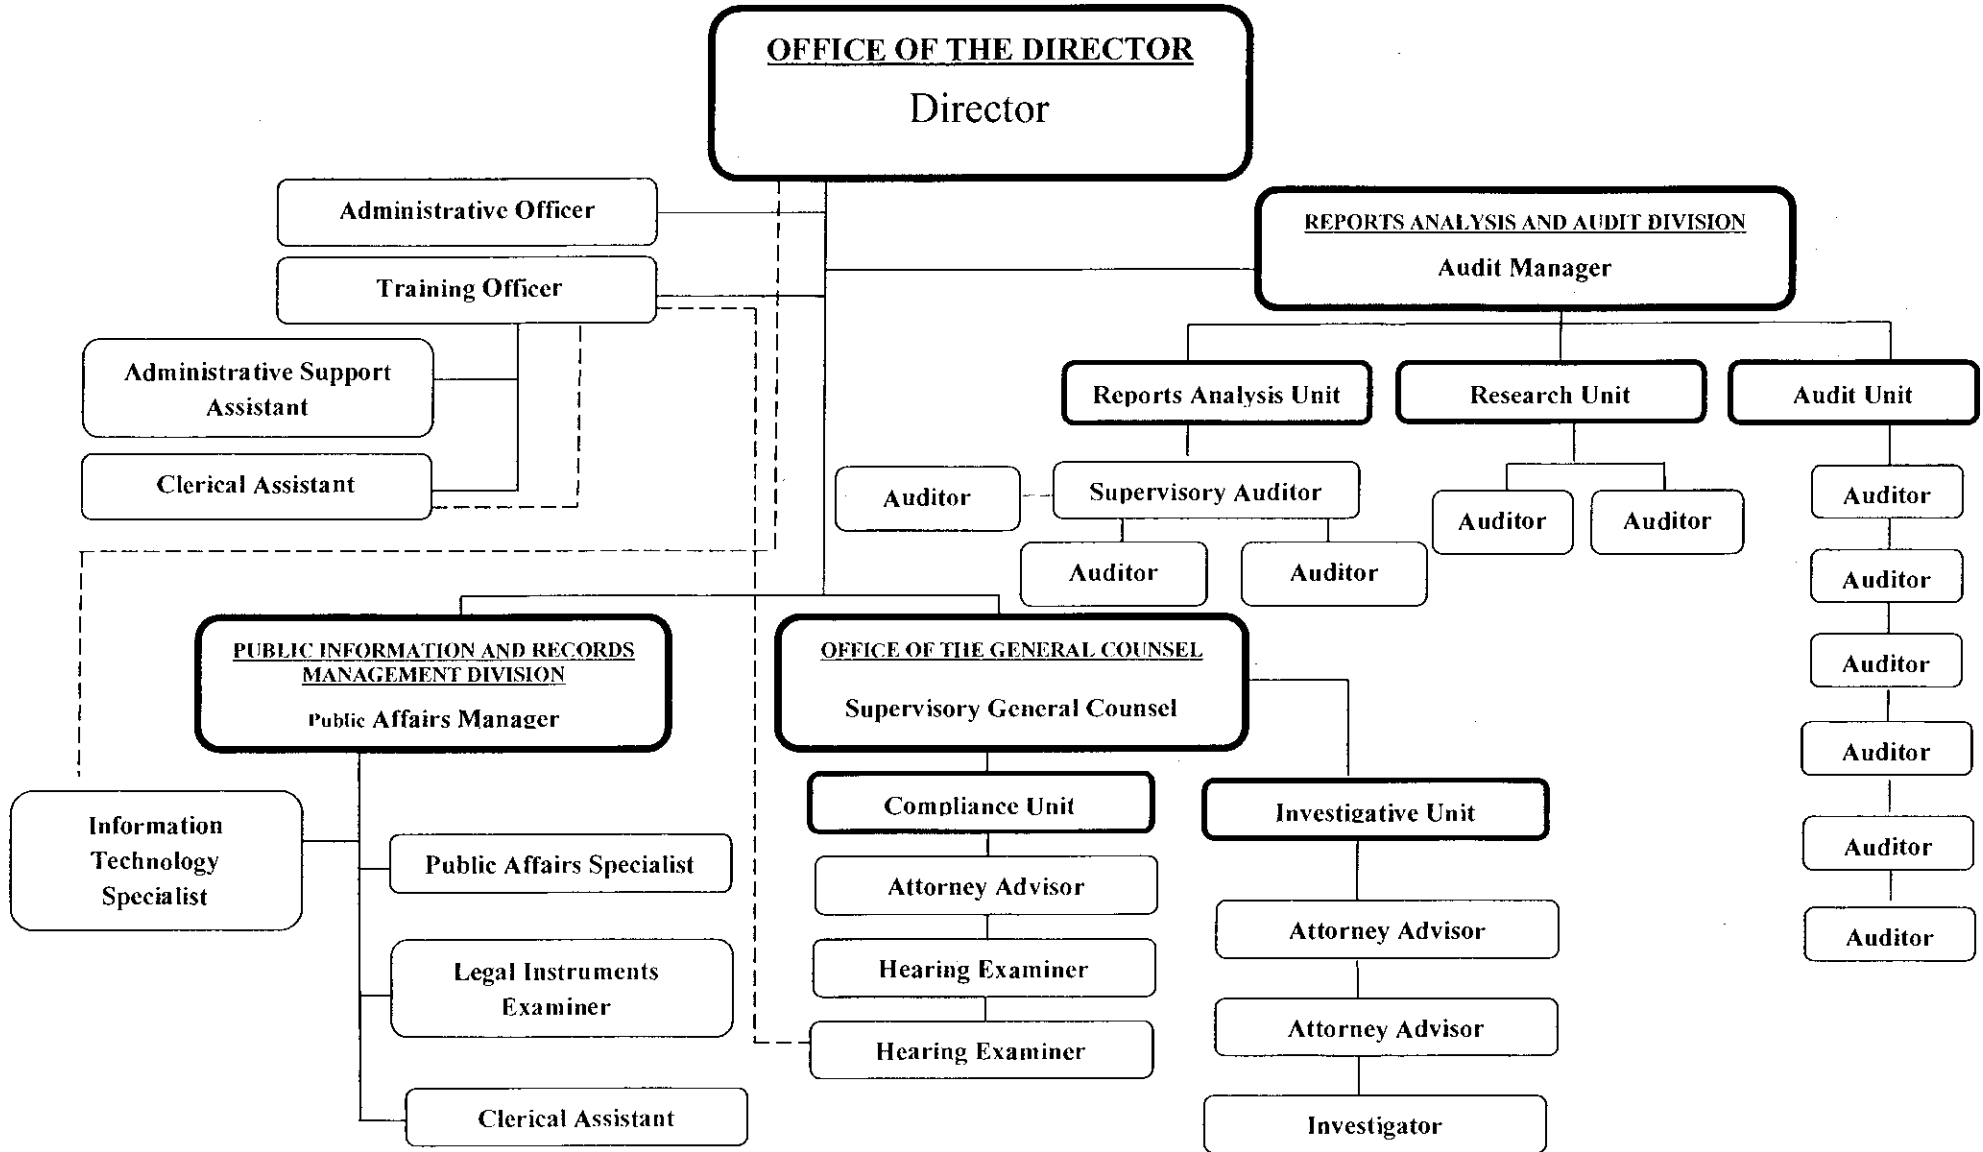 OFFICE OF THE DIRECTOR
Director
Administrative Officer
Training Officer
Administrative Support
Assistant
Clerical Assistant
REPORTS ANALYSIS AND AUDIT DIVISION
Audit Manager
Reports Analysis Unit
Research Unit
Audit Unit
Auditor
Supervisory Auditor
Auditor
Auditor
Auditor
Auditor
Auditor
Auditor
Auditor
Auditor
Auditor
Auditor
PUBLIC INFORMATION AND RECORDS
MANAGEMENT DIVISION
Public Affairs Manager
Information
Technology
Specialist
Public Affairs Specialist
Legal Instruments
Examiner
Clerical Assistant
OFFICE OF THE GENERAL COUNSEL
Supervisory General Counsel
Compliance Unit
Attorney Advisor
Hearing Examiner
Hearing Examiner
Investigative Unit
Attorney Advisor
Attorney Advisor
Investigator